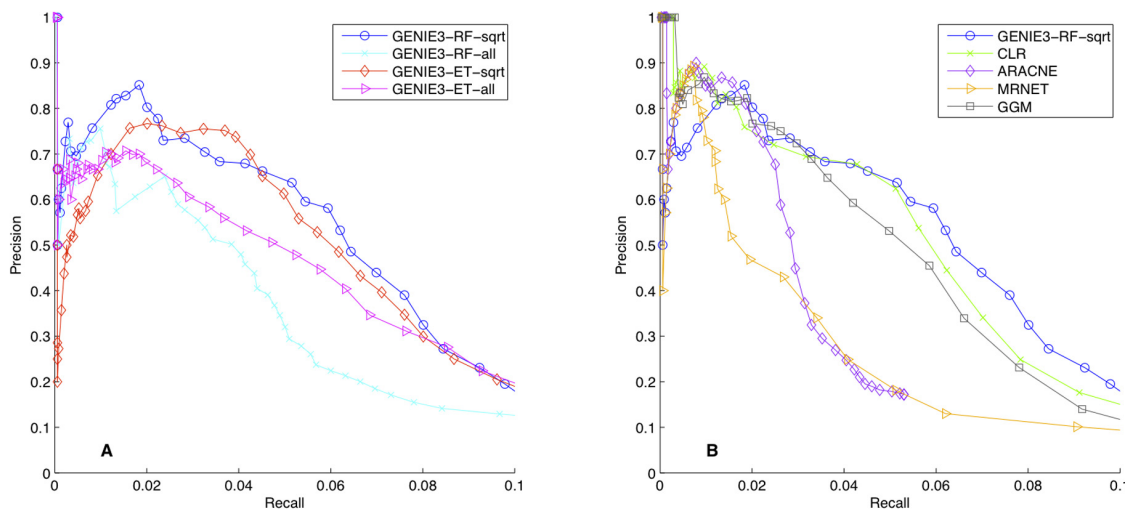 1
0.9
0.8
0.7
0.6
0.5
0.4
0.3
0.2
0.1
0
Precision
GENIE3−RF−sqrt
GENIE3−RF−all
GENIE3−ET−sqrt
GENIE3−ET−all
A
0
0.02
0.04
0.06
0.08
0.1
Recall
1
0.9
0.8
0.7
0.6
0.5
0.4
0.3
0.2
0.1
0
Precision
GENIE3−RF−sqrt
CLR
ARACNE
MRNET
GGM
B
0
0.02
0.04
0.06
0.08
0.1
Recall